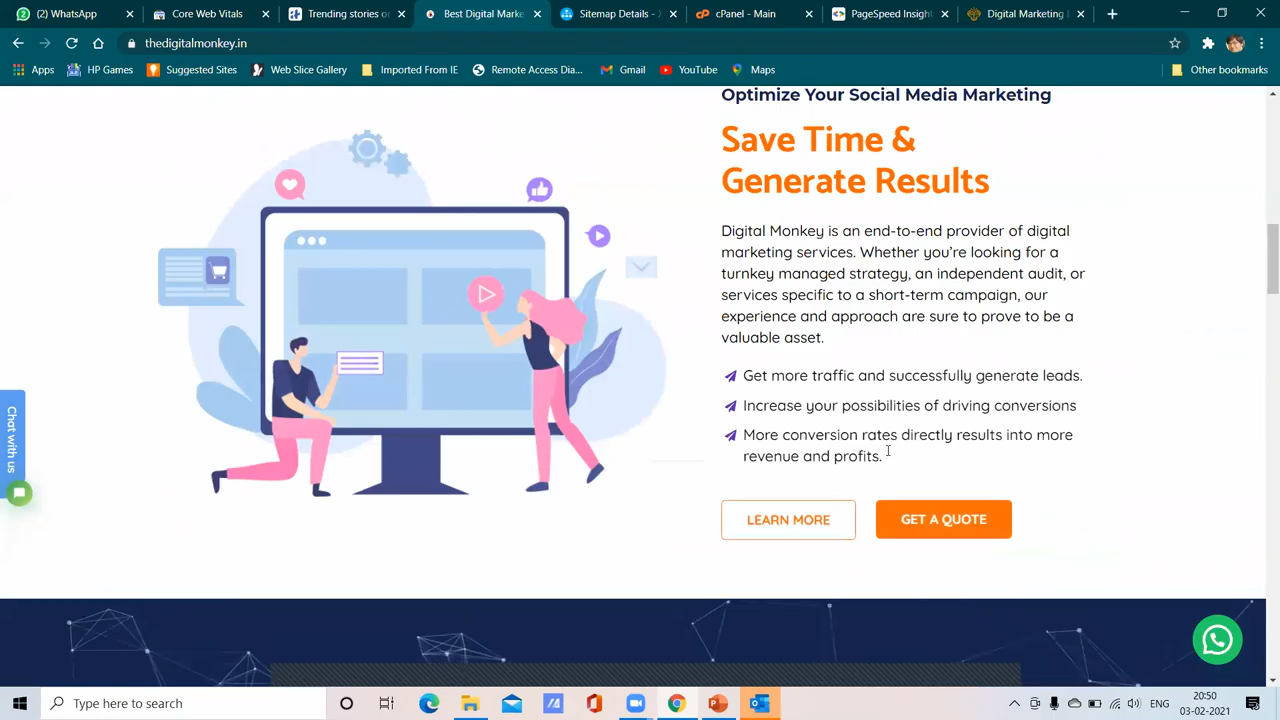 (2) WhatsApp
Core Web Vitals
Trending stories or
Best Digital Marke
Sitemap Details -
cPanel - Main
PageSpeed Insight
Digital Marketing
thedigitalmonkey.in
Apps
HP Games
Suggested Sites
Web Slice Gallery
Imported From IE
Remote Access Dia...
Gmail
YouTube
Maps
Other bookmarks
Optimize Your Social Media Marketing
Save Time &
Generate Results
Digital Monkey is an end-to-end provider of digital
marketing services. Whether you're looking for a
turnkey managed strategy, an independent audit, or
services specific to a short-term campaign, our
experience and approach are sure to prove to be a
valuable asset.
Get more traffic and successfully generate leads.
Increase your possibilities of driving conversions
More conversion rates directly results into more
revenue and profits.
LEARN MORE
GET A QUOTE
Chat with us
Type here to search
ENG
20:50
03-02-2021